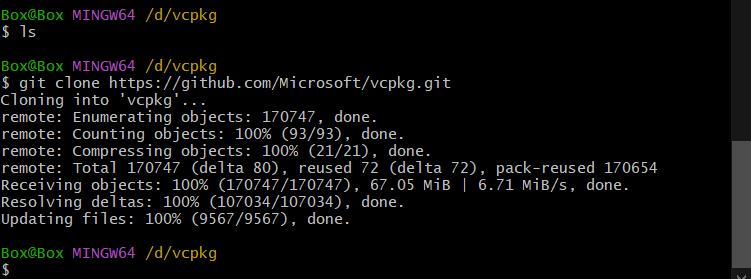 Box@Box MINGW64 /d/vcpkg
$ ls
Box@Box MINGW64 /d/vcpkg
$ git clone https://github.com/Microsoft/vcpkg.git
Cloning into 'vcpkg'...
remote: Enumerating objects: 170747, done.
remote: Counting objects: 100% (93/93), done.
remote: Compressing objects: 100% (21/21), done.
remote: Total 170747 (delta 80), reused 72 (delta 72), pack-reused 170654
Receiving objects: 100% (170747/170747), 67.05 MiB | 6.71 MiB/s, done.
Resolving deltas: 100% (107034/107034), done.
Updating files: 100% (9567/9567), done.
Box@Box MINGW64 /d/vcpkg
$